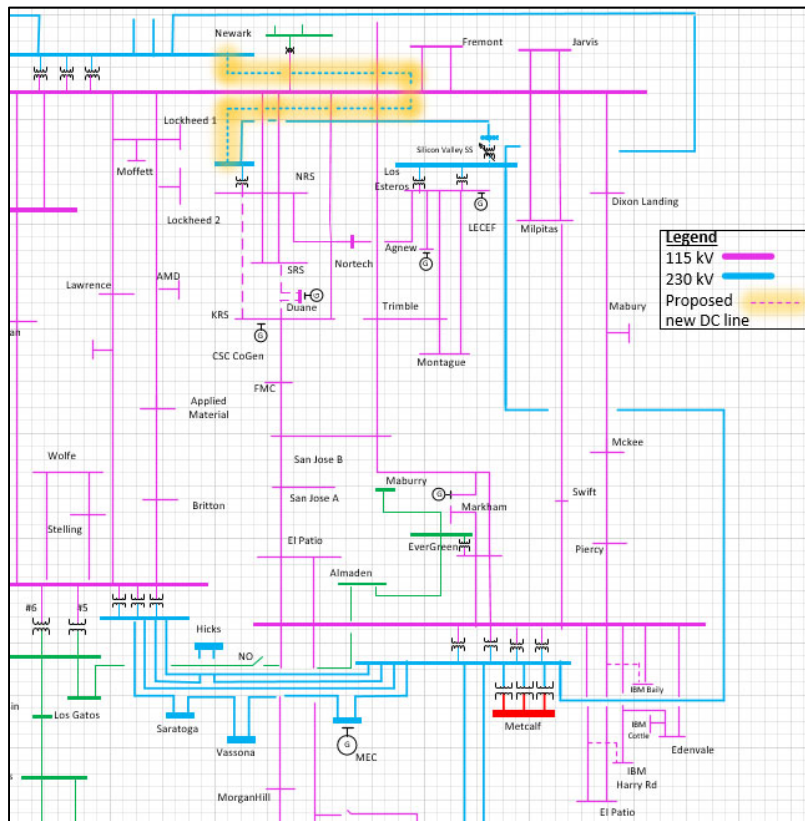 Newark
Fremont
Jarvis
Lockheed 1
Moffett
Silicon Valley SS
NRS
Los
Esteros
Dixon Landing
LECEF
G
Lockheed 2
Milpitas
Legend
115 kV
230 kV
Proposed
new DC line
Nortech
Agnew
G
SRS
AMD
Lawrence
G
Duane
Trimble
Mabury
KRS
an
G
CSC CoGen
Montague
FMC
Applied
Material
Mckee
Wolfe
San Jose B
Maburry
Swift
G
Markham
Britton
San Jose A
Stelling
El Patio
EverGreen
Piercy
Almaden
#6
#5
Hicks
NO
IBM Baily
in
Los Gatos
Saratoga
Vassona
G
MEC
Metcalf
IBM
Cottle
Edenvale
s
IBM
Harry Rd
MorganHill
El Patio